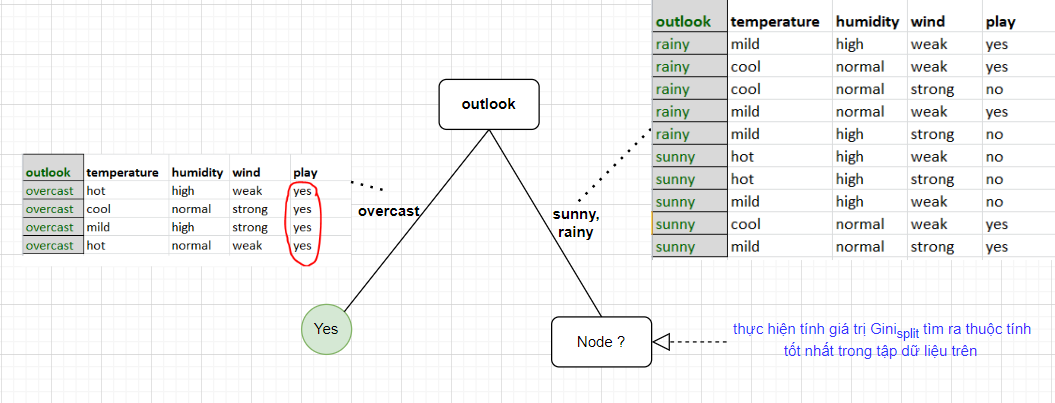 outlook temperature humidity wind play
rainy mild high weak yes
rainy cool normal weak yes
rainy cool normal strong no
rainy mild normal weak yes
rainy mild high strong no
sunny hot high weak no
sunny hot high strong no
sunny mild high weak no
sunny cool normal weak yes
sunny mild normal strong yes
outlook
outlook temperature humidity wind play
overcast hot high weak yes
overcast cool normal strong yes
overcast mild high strong yes
overcast hot normal weak yes
overcast
sunny,
rainy
Yes
Node ?
thực hiện tính giá trị Ginisplit tìm ra thuộc tính
tốt nhất trong tập dữ liệu trên